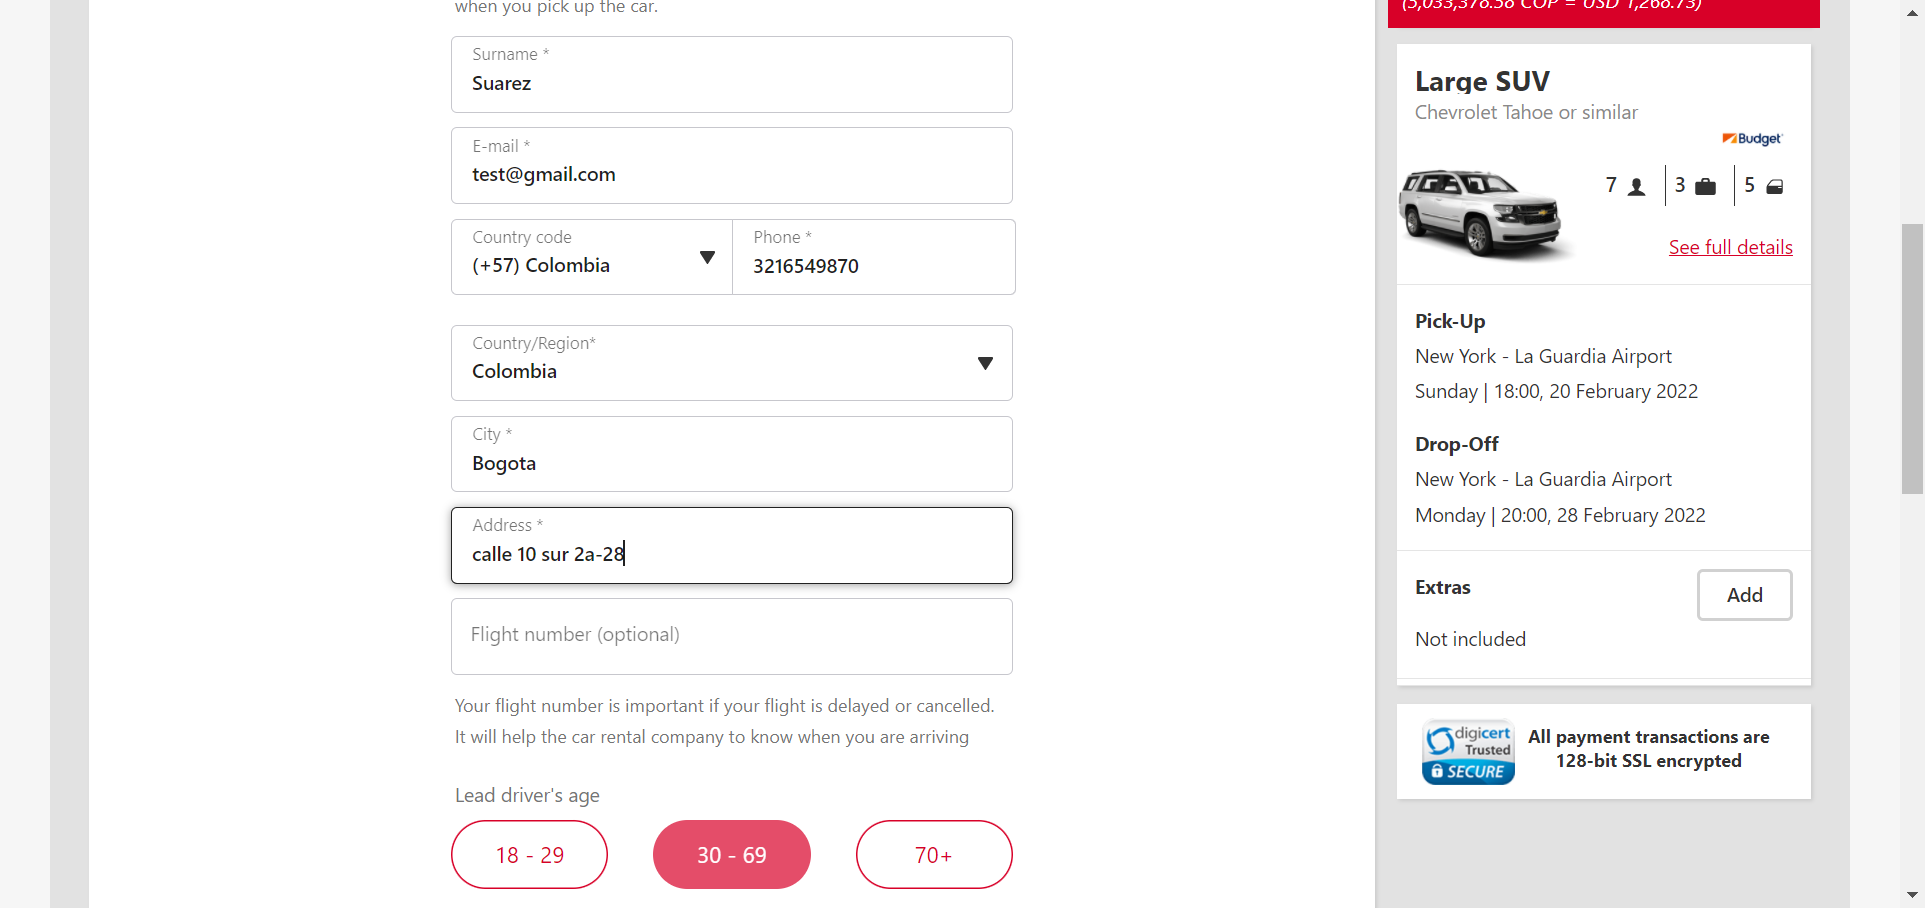 when you pick up the car.
Surname *
Suarez
E-mail *
test@gmail.com
Country code
(+57) Colombia
Phone *
3216549870
Country/Region*
Colombia
City *
Bogota
Address *
calle 10 sur 2a-28
Flight number (optional)
Your flight number is important if your flight is delayed or cancelled.
It will help the car rental company to know when you are arriving
Lead driver's age
18 - 29
30 - 69
70+
(5,033,378.58 COP = USD 1,268.73)
Large SUV
Chevrolet Tahoe or similar
Budget
7
3
5
See full details
Pick-Up
New York - La Guardia Airport
Sunday | 18:00, 20 February 2022
Drop-Off
New York - La Guardia Airport
Monday | 20:00, 28 February 2022
Extras
Add
Not included
digicert
Trusted
SECURE
All payment transactions are
128-bit SSL encrypted